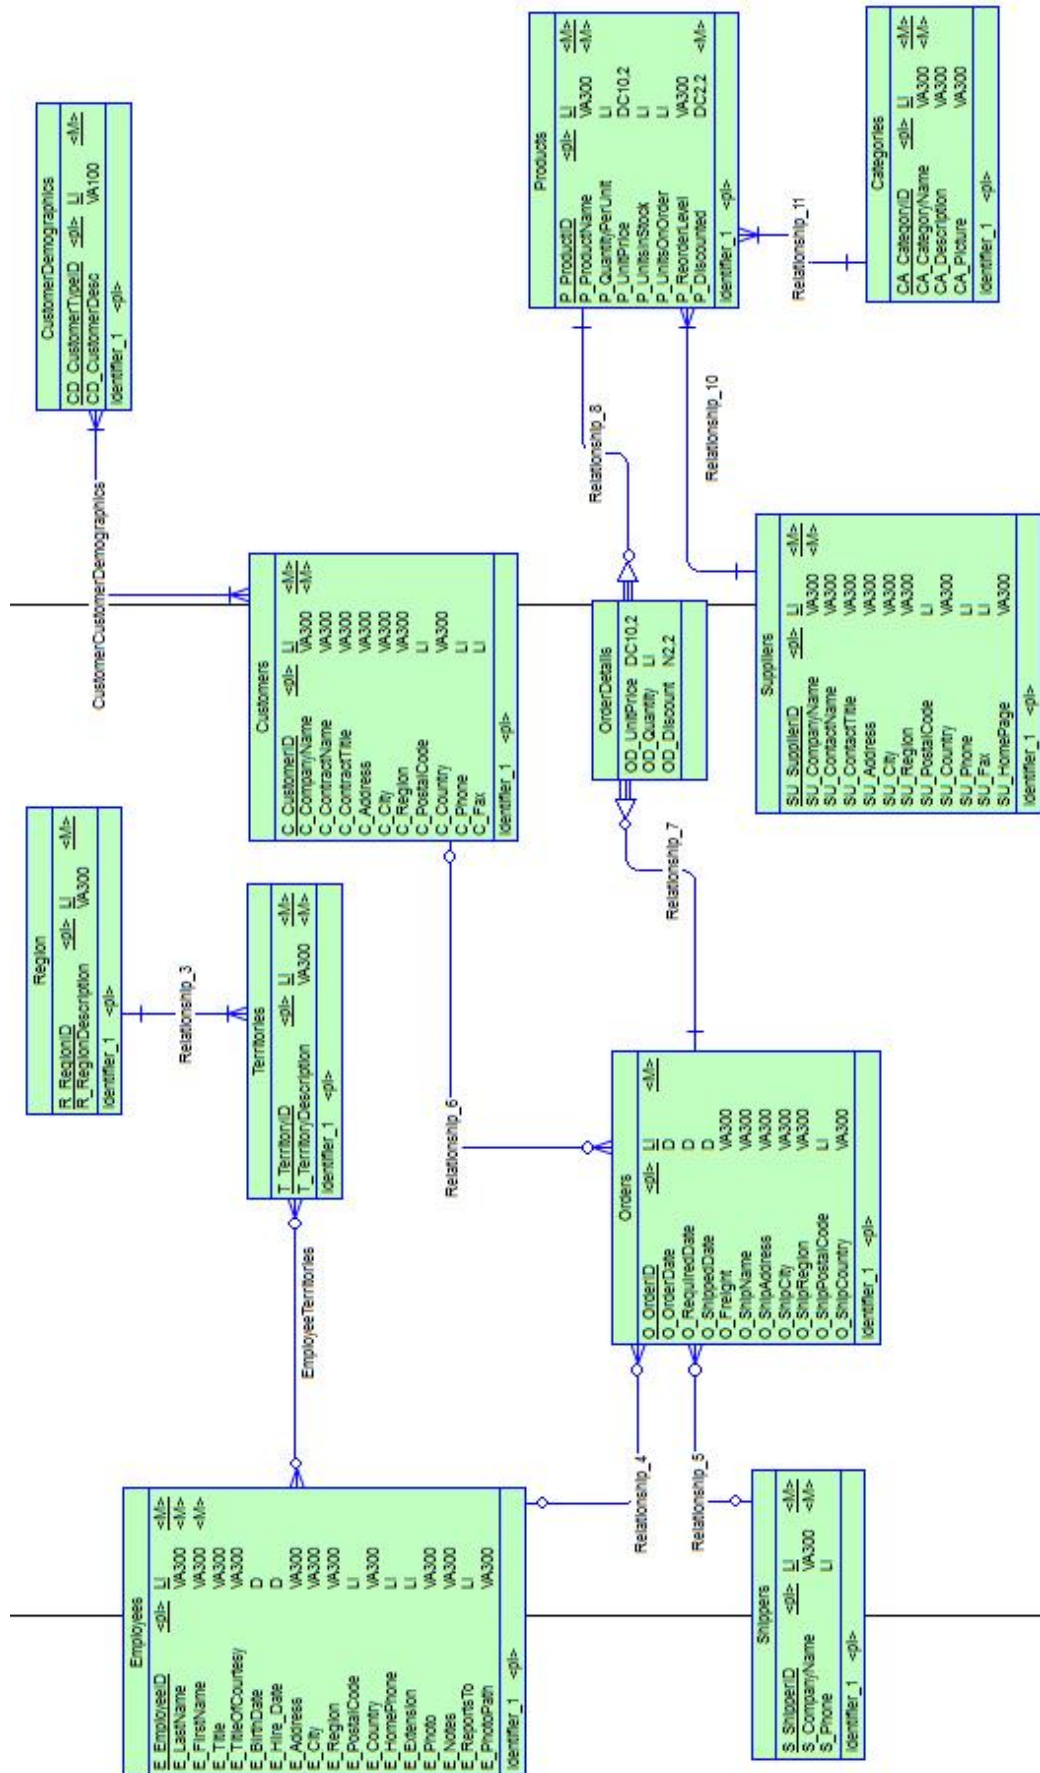 Employees
E_EmployeeID <pi> LI <M>
E_LastName VA300 <M>
E_FirstName VA300 <M>
E_Title VA300
E_TitleOfCourtesy VA300
E_BirthDate D
E_Hire_Date D
E_Address VA300
E_City VA300
E_Region VA300
E_PostalCode LI
E_Country VA300
E_HomePhone LI
E_Extension LI
E_Photo VA300
E_Notes VA300
E_ReportsTo LI
E_PhotoPath VA300
Identifier_1 <pi>
EmployeeTerritories
Region
R_RegionID <pi> LI <M>
R_RegionDescription VA300
Identifier_1 <pi>
Relationship_3
Territories
T_TerritoryID <pi> LI <M>
T_TerritoryDescription VA300 <M>
Identifier_1 <pi>
CustomerDemographics
CD_CustomerTypeID <pi> LI <M>
CD_CustomerDesc VA100
Identifier_1 <pi>
CustomerCustomerDemographics
Customers
C_CustomerID <pi> LI <M>
C_CompanyName VA300 <M>
C_ContractName VA300
C_ContractTitle VA300
C_Address VA300
C_City VA300
C_Region VA300
C_PostalCode LI
C_Country VA300
C_Phone LI
C_Fax LI
Identifier_1 <pi>
Relationship_6
Relationship_4
Relationship_5
Shippers
S_ShipperID <pi> LI <M>
S_CompanyName VA300 <M>
S_Phone LI
Identifier_1 <pi>
Orders
O_OrderID <pi> LI <M>
O_OrderDate D
O_RequiredDate D
O_ShippedDate D
O_Freight VA300
O_ShipName VA300
O_ShipAddress VA300
O_ShipCity VA300
O_ShipRegion VA300
O_ShipPostalCode LI
O_ShipCountry VA300
Identifier_1 <pi>
Relationship_7
OrderDetails
OD_UnitPrice DC10,2
OD_Quantity LI
OD_Discount N2,2
Relationship_8
Products
P_ProductID <pi> LI <M>
P_ProductName VA300 <M>
P_QuantityPerUnit LI
P_UnitPrice DC10,2
P_UnitsInStock LI
P_UnitsOnOrder LI
P_ReorderLevel VA300
P_Discounted DC2,2 <M>
Identifier_1 <pi>
Relationship_10
Suppliers
SU_SupplierID <pi> LI <M>
SU_CompanyName VA300 <M>
SU_ContactName VA300
SU_ContactTitle VA300
SU_Address VA300
SU_City VA300
SU_Region VA300
SU_PostalCode LI
SU_Country VA300
SU_Phone LI
SU_Fax LI
SU_HomePage VA300
Identifier_1 <pi>
Relationship_11
Categories
CA_CategoryID <pi> LI <M>
CA_CategoryName VA300 <M>
CA_Description VA300
CA_Picture VA300
Identifier_1 <pi>